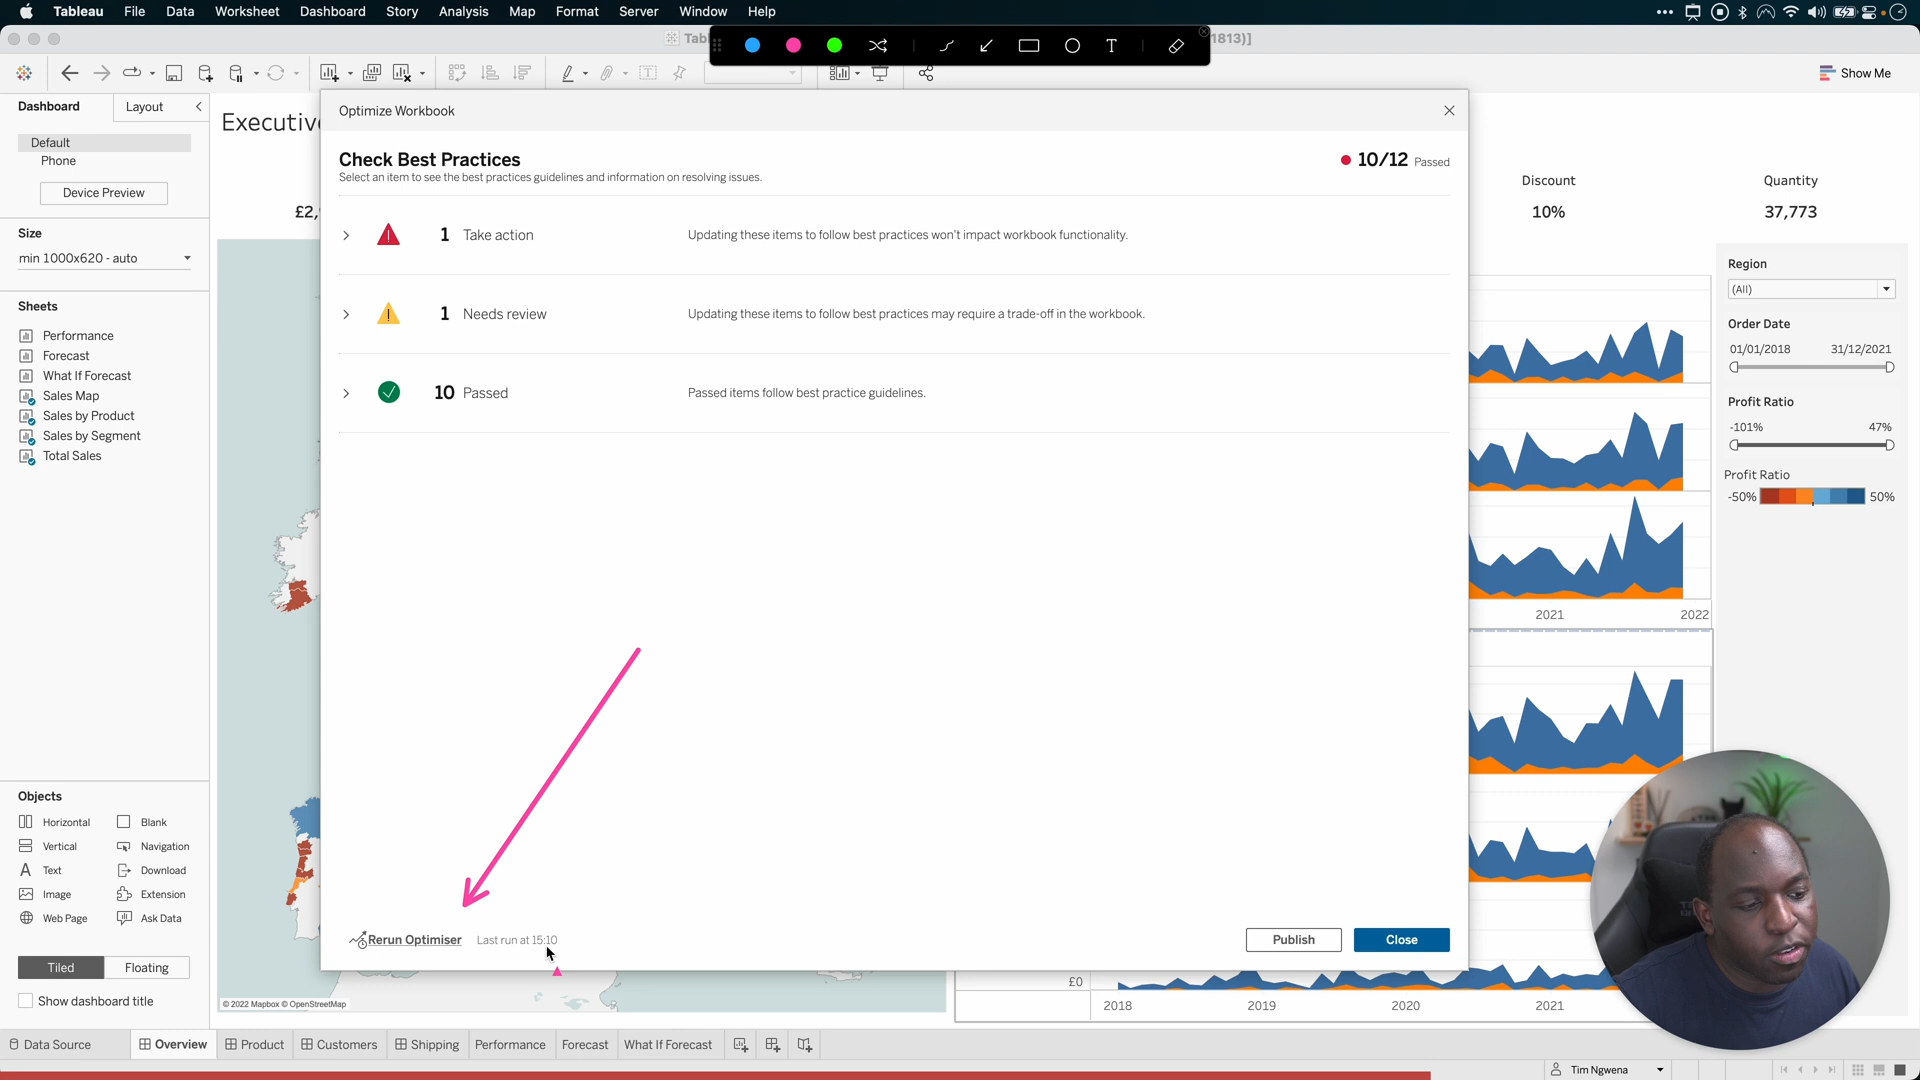 Tableau File Data Worksheet Dashboard Story Analysis Map Format Server Window Help
Tab
1813)]
Show Me
Dashboard
Layout
Default
Phone
Device Preview
Size
min 1000x620 - auto
Sheets
Performance
Forecast
What If Forecast
Sales Map
Sales by Product
Sales by Segment
Total Sales
Objects
Horizontal
Blank
Vertical
Navigation
Text
Download
Image
Extension
Web Page
Ask Data
Tiled
Floating
Show dashboard title
Executive
£2,
Optimize Workbook
Check Best Practices
10/12 Passed
Select an item to see the best practices guidelines and information on resolving issues.
1 Take action
Updating these items to follow best practices won't impact workbook functionality.
1 Needs review
Updating these items to follow best practices may require a trade-off in the workbook.
10 Passed
Passed items follow best practice guidelines.
Rerun Optimiser
Last run at 15:10
Publish
Close
Discount
Quantity
10%
37,773
Region
(All)
Order Date
01/01/2018
31/12/2021
Profit Ratio
-101%
47%
Profit Ratio
-50%
50%
2021
2022
£0
2018
2019
2020
2021
© 2022 Mapbox © OpenStreetMap
Data Source
Overview
Product
Customers
Shipping
Performance
Forecast
What If Forecast
Tim Ngwena